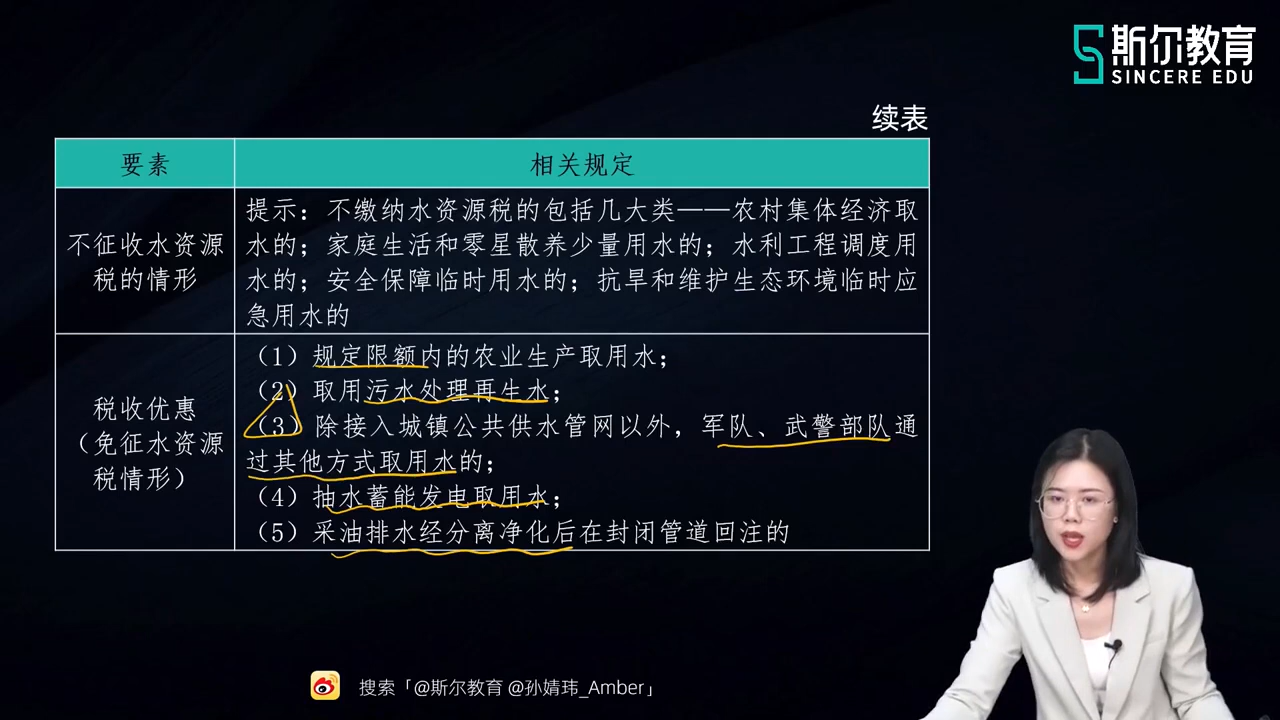 斯尔教育
SINCERE EDU
续表
要素
相关规定
不征收水资源
税的情形
提示：不缴纳水资源税的包括几大类——农村集体经济取
水的；家庭生活和零星散养少量用水的；水利工程调度用
水的；安全保障临时用水的；抗旱和维护生态环境临时应
急用水的
税收优惠
（免征水资源
税情形）
（1）规定限额内的农业生产取用水；
（2）取用污水处理再生水；
（3）除接入城镇公共供水管网以外，军队、武警部队通
过其他方式取用水的；
（4）抽水蓄能发电取用水；
（5）采油排水经分离净化后在封闭管道回注的
搜索「@斯尔教育 @孙婧玮_Amber」